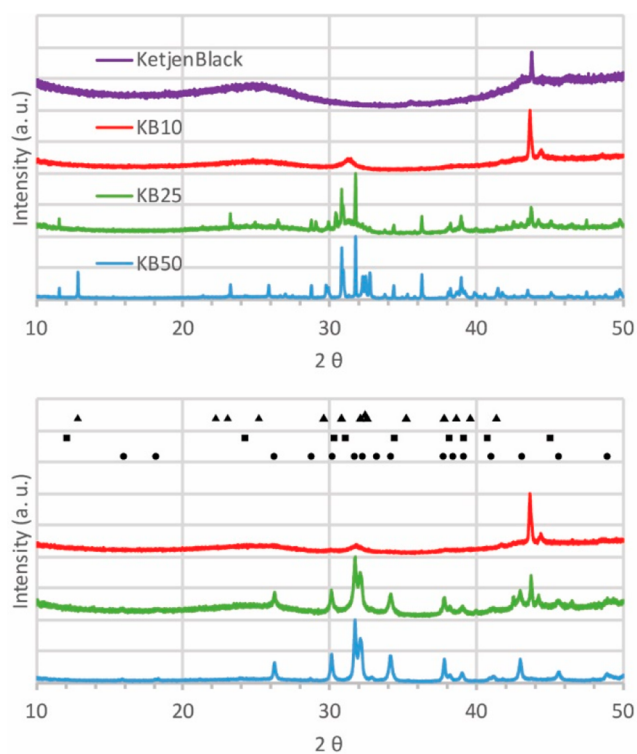 Intensity (a. u.)
KetjenBlack
KB10
KB25
KB50
10 20 30 40 50
2 θ
Intensity (a. u.)
10 20 30 40 50
2 θ